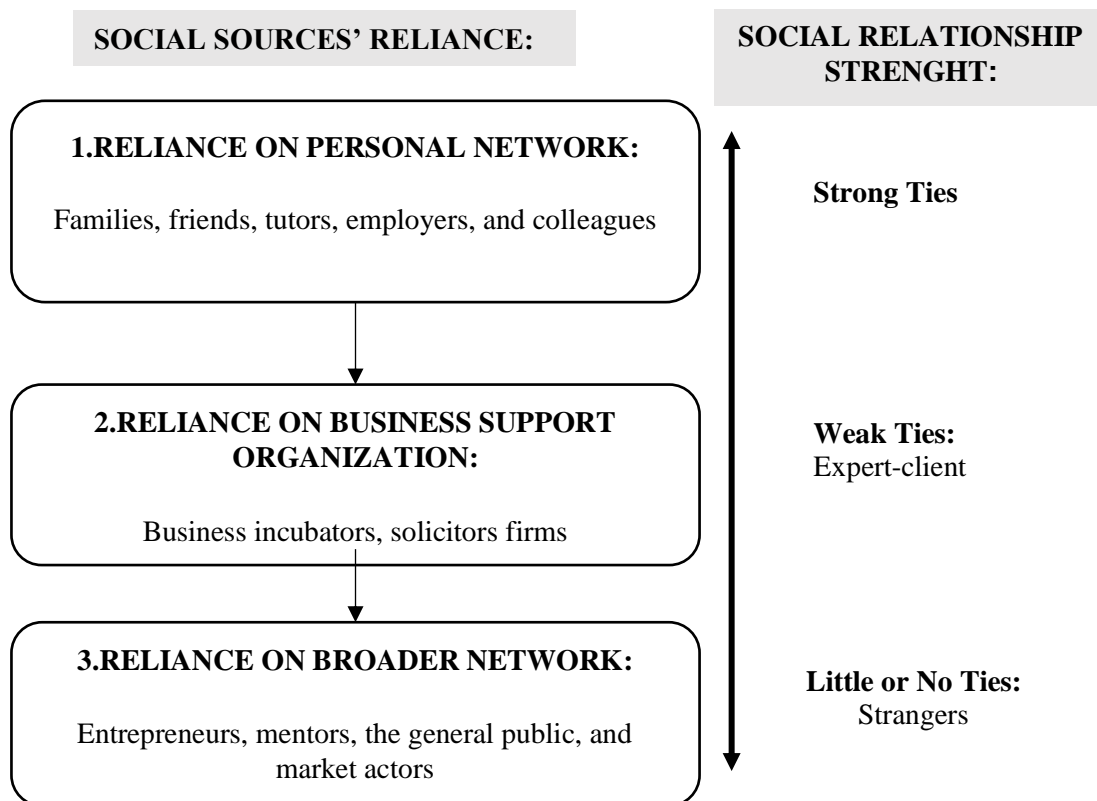 SOCIAL SOURCES’ RELIANCE:
SOCIAL RELATIONSHIP
STRENGHT:
1.RELIANCE ON PERSONAL NETWORK:
Families, friends, tutors, employers, and colleagues
Strong Ties
2.RELIANCE ON BUSINESS SUPPORT
ORGANIZATION:
Business incubators, solicitors firms
Weak Ties:
Expert-client
3.RELIANCE ON BROADER NETWORK:
Entrepreneurs, mentors, the general public, and
market actors
Little or No Ties:
Strangers